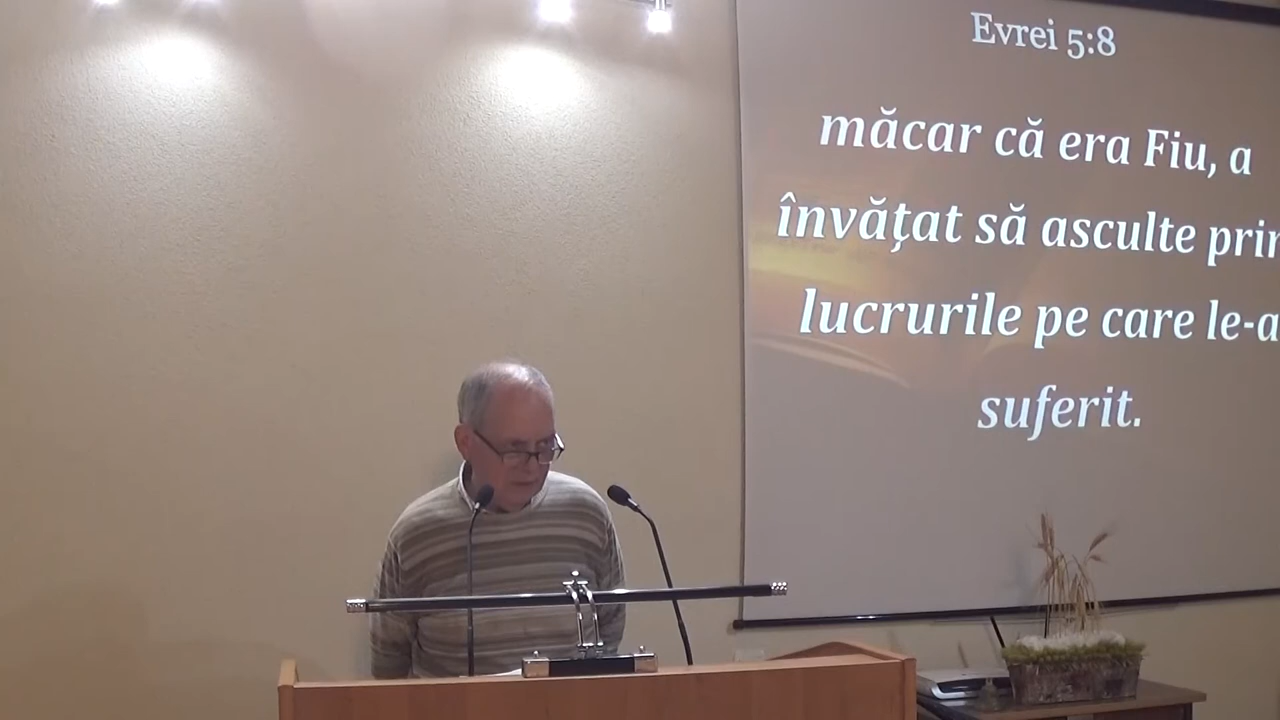 Evrei 5:8
măcar că era Fiu, a
învățat să asculte prin
lucrurile pe care le-a
suferit.